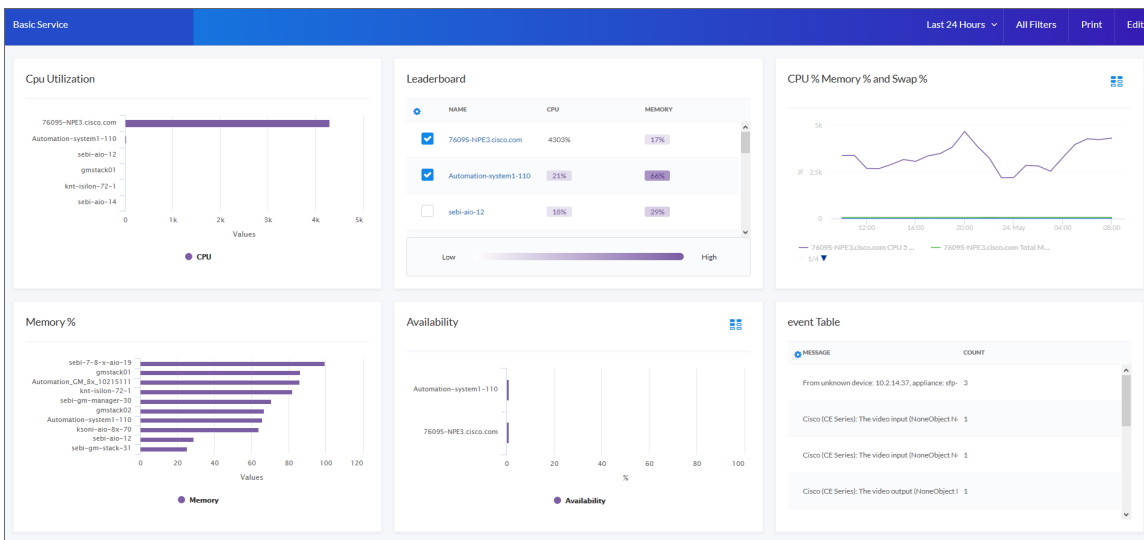 Basic Service
Last 24 Hours All Filters Print Edit
Cpu Utilization
76095-NPE3.cisco.com
Automation-system1-110
sebi-aio-12
gmstack01
knt-isilon-72-1
sebi-aio-14
0 1k 2k 3k 4k 5k
Values
CPU
Leaderboard
NAME CPU MEMORY
76095-NPE3.cisco.com 4303% 17%
Automation-system1-110 21% 66%
sebi-aio-12 18% 29%
Low High
CPU % Memory % and Swap %
5k
2.5k
0
%
12:00 16:00 20:00 24. May 04:00 08:00
76095-NPE3.cisco.com CPU 5 ... 76095-NPE3.cisco.com Total M...
1/4
Memory %
sebi-7-8-x-aio-19
gmstack01
Automation_GM_8x_10215111
knt-isilon-72-1
sebi-gm-manager-30
gmstack02
Automation-system1-110
ksoni-aio-8x-70
sebi-aio-12
sebi-gm-stack-31
0 20 40 60 80 100 120
Values
Memory
Availability
Automation-system1-110
76095-NPE3.cisco.com
0 20 40 60 80 100
%
Availability
event Table
MESSAGE COUNT
From unknown device: 10.2.14.37, appliance: sfp- 3
Cisco (CE Series): The video input (NoneObject N 1
Cisco (CE Series): The video input (NoneObject N 1
Cisco (CE Series): The video output (NoneObject 1